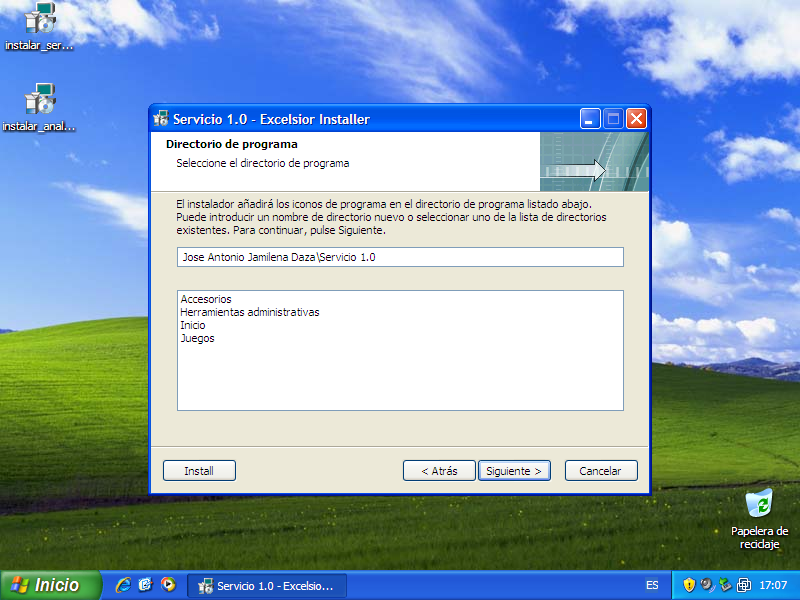 instalar_ser...
instalar_anal...
Servicio 1.0 - Excelsior Installer
Directorio de programa
Seleccione el directorio de programa
El instalador añadirá los iconos de programa en el directorio de programa listado abajo.
Puede introducir un nombre de directorio nuevo o seleccionar uno de la lista de directorios
existentes. Para continuar, pulse Siguiente.
Jose Antonio Jamilena Daza\Servicio 1.0
Accesorios
Herramientas administrativas
Inicio
Juegos
Install
< Atrás
Siguiente >
Cancelar
Papelera de
reciclaje
Inicio
Servicio 1.0 - Excelsio...
ES
17:07